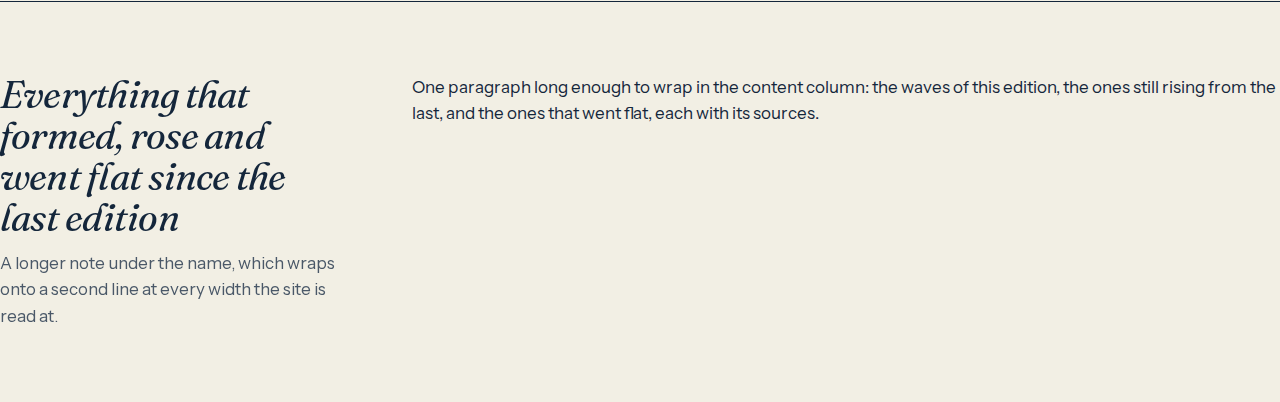 Everything that
formed, rose and
went flat since the
last edition
A longer note under the name, which wraps
onto a second line at every width the site is
read at.
One paragraph long enough to wrap in the content column: the waves of this edition, the ones still rising from the
last, and the ones that went flat, each with its sources.